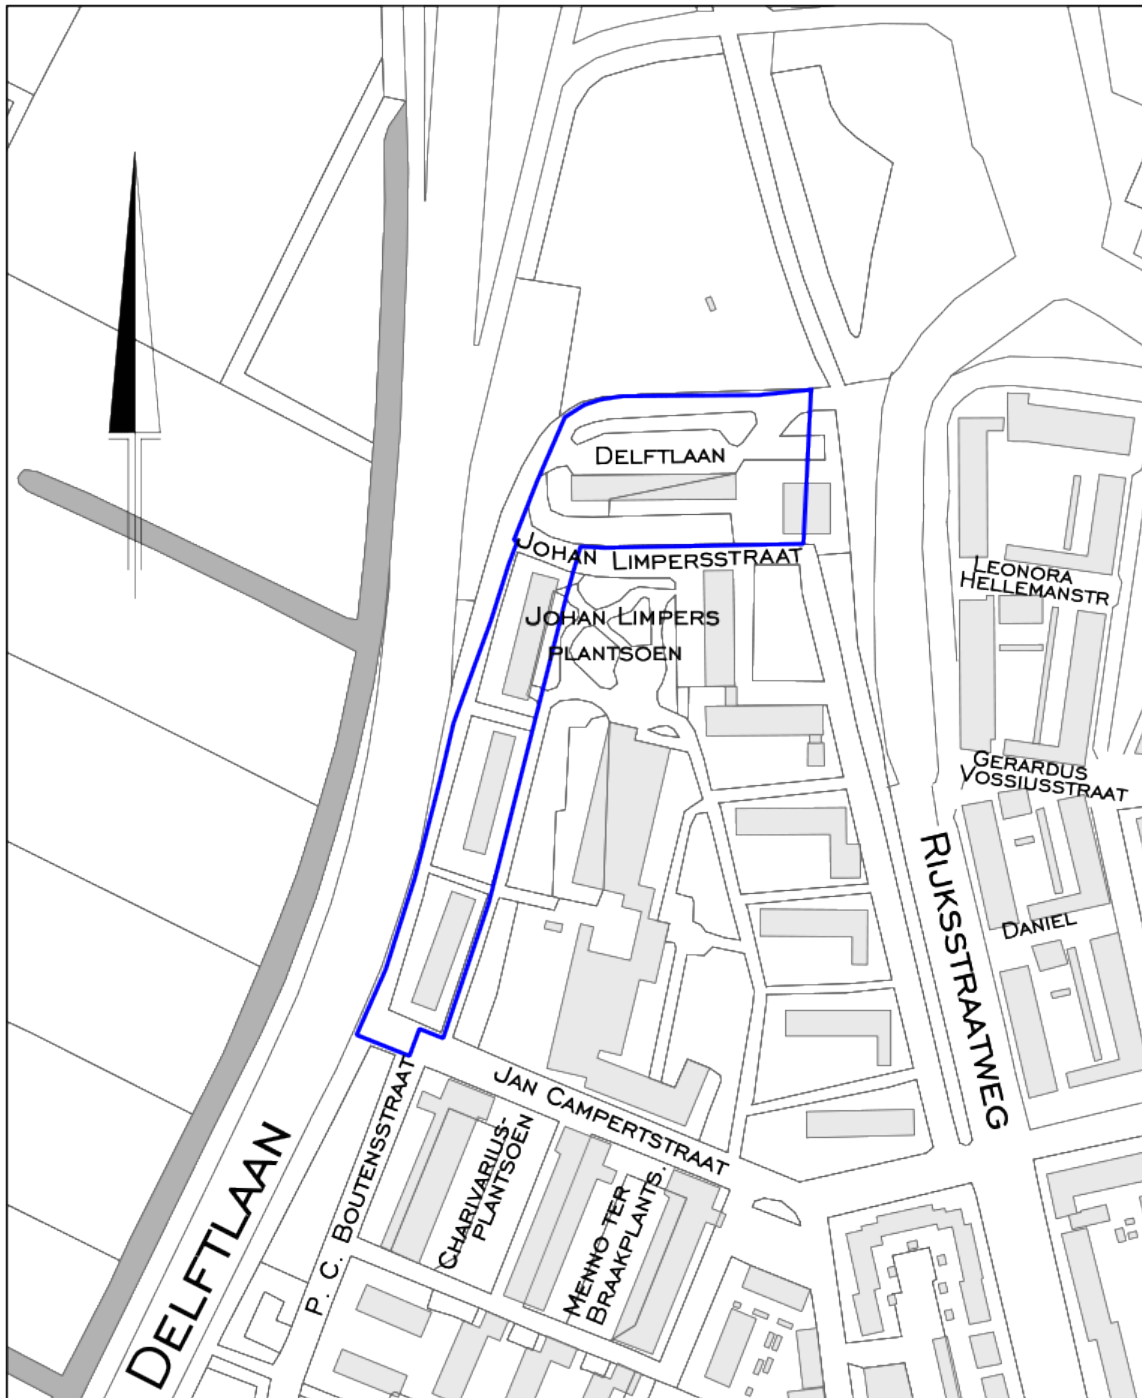 DELFTLAAN
JOHAN LIMPERSSTRAAT
JOHAN LIMPERS
PLANTSOEN
LEONORA
HELLEMANSTR
GERARDUS
VOSSIUSSTRAAT
RIJKSSTRAATWEG
DANIEL
JAN CAMPERTSTRAAT
P. C. BOUTENSSTRAAT
CHARIVARIUS-
PLANTSOEN
MENNO TER
BRAAKPLANTS.
DELFTLAAN